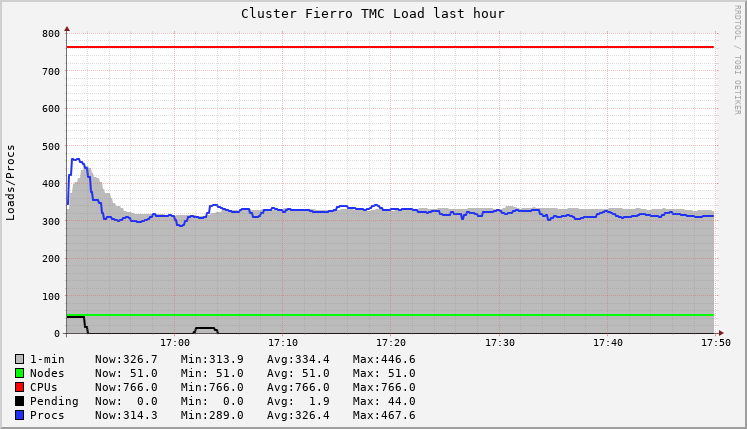 Cluster Fierro TMC Load last hour
RRDTOOL / TOBI OETIKER
Loads/Procs
800
700
600
500
400
300
200
100
0
17:00 17:10 17:20 17:30 17:40 17:50
1-min Now:326.7 Min:313.9 Avg:334.4 Max:446.6
Nodes Now: 51.0 Min: 51.0 Avg: 51.0 Max: 51.0
CPUs Now:766.0 Min:766.0 Avg:766.0 Max:766.0
Pending Now: 0.0 Min: 0.0 Avg: 1.9 Max: 44.0
Procs Now:314.3 Min:289.0 Avg:326.4 Max:467.6